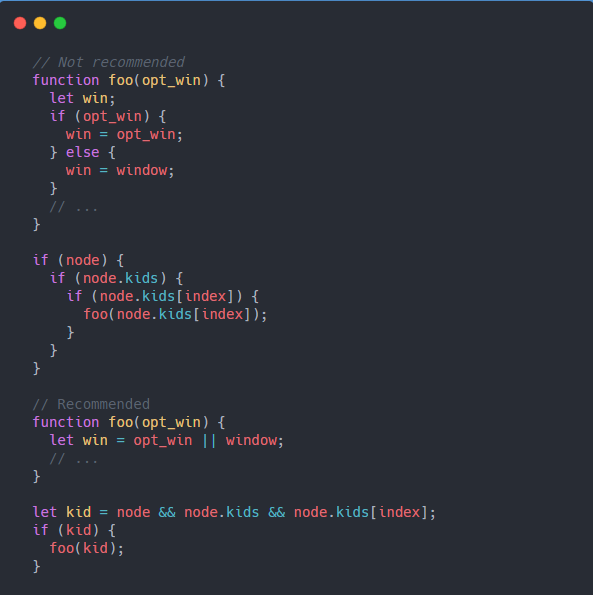 // Not recommended
function foo(opt_win) {
  let win;
  if (opt_win) {
    win = opt_win;
  } else {
    win = window;
  }
  // ...
}

if (node) {
  if (node.kids) {
    if (node.kids[index]) {
      foo(node.kids[index]);
    }
  }
}

// Recommended
function foo(opt_win) {
  let win = opt_win || window;
  // ...
}

let kid = node && node.kids && node.kids[index];
if (kid) {
  foo(kid);
}